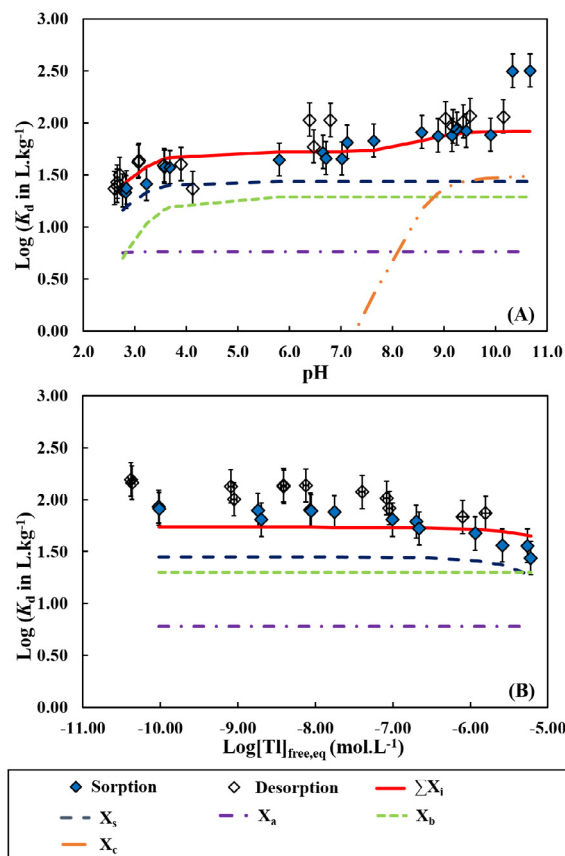 3.00
2.50
2.00
1.50
1.00
0.50
0.00
Log (Kd in L.kg⁻¹)
2.0 3.0 4.0 5.0 6.0 7.0 8.0 9.0 10.0 11.0
pH
(A)
3.00
2.50
2.00
1.50
1.00
0.50
0.00
Log (Kd in L.kg⁻¹)
-11.00 -10.00 -9.00 -8.00 -7.00 -6.00 -5.00
Log[Tl]free,eq (mol.L⁻¹)
(B)
Sorption Desorption ∑Xi
Xs Xa Xb
Xc